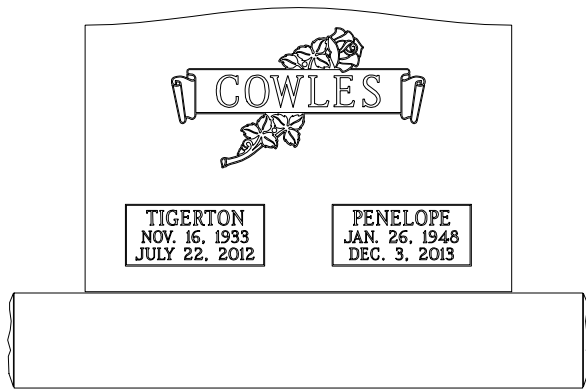 COWLES
TIGERTON
NOV. 16, 1933
JULY 22, 2012
PENELOPE
JAN. 26, 1948
DEC. 3, 2013